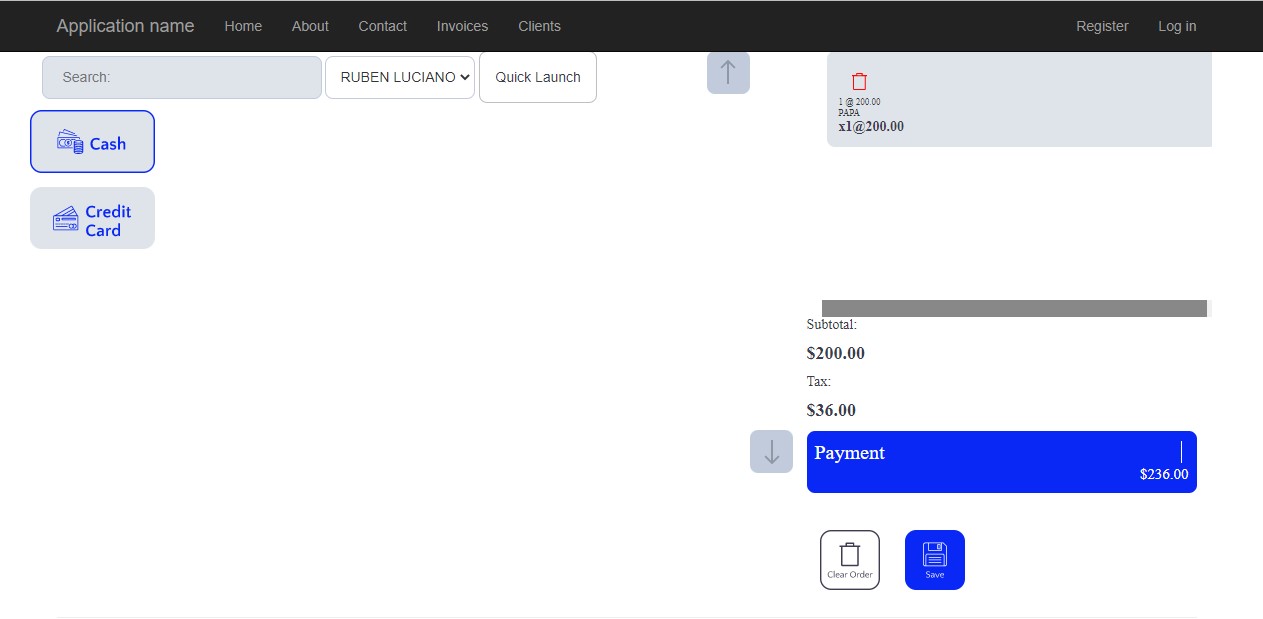 Application name Home About Contact Invoices Clients Register Log in
Search: RUBEN LUCIANO Quick Launch
Cash
Credit
Card
1 @ 200.00
PAPA
x1@200.00
Subtotal:
$200.00
Tax:
$36.00
Payment
$236.00
Clear Order Save